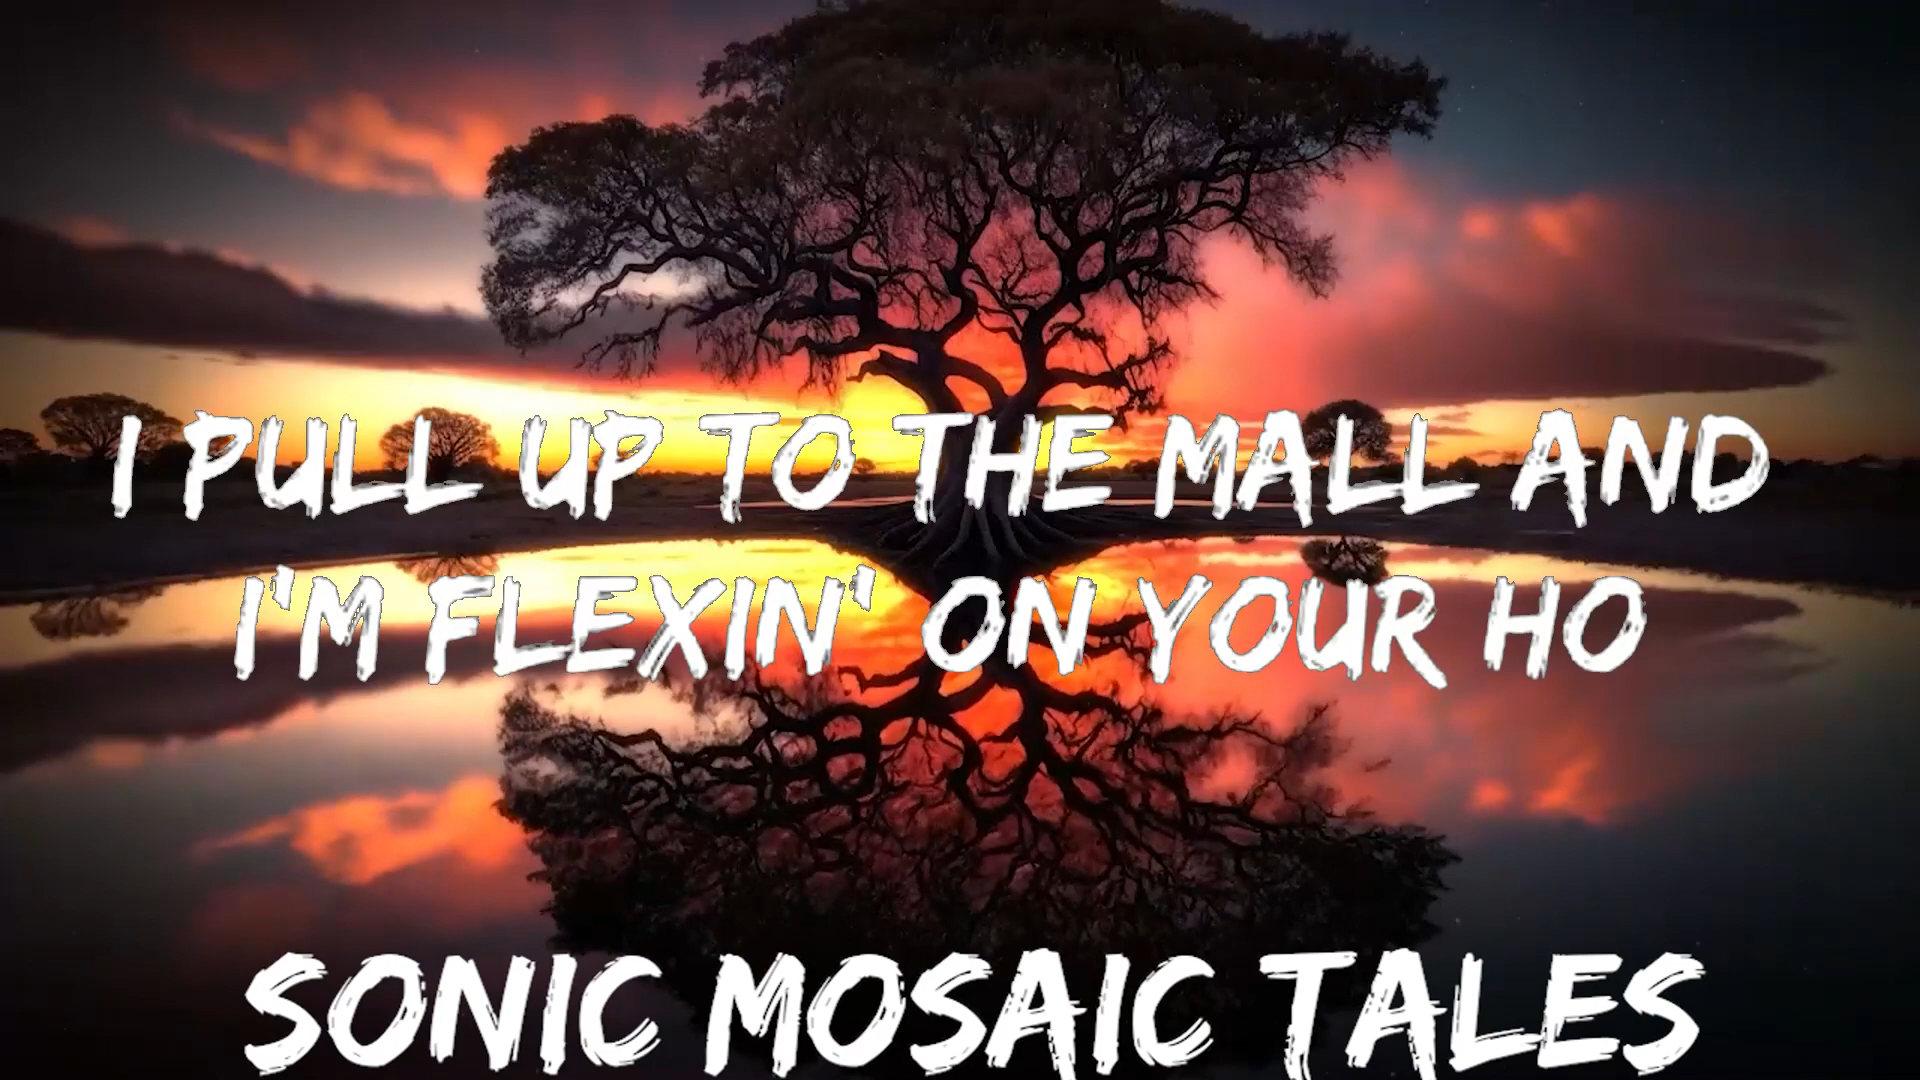 I PULL UP TO THE MALL AND
I'M FLEXIN' ON YOUR HO
SONIC MOSAIC TALES